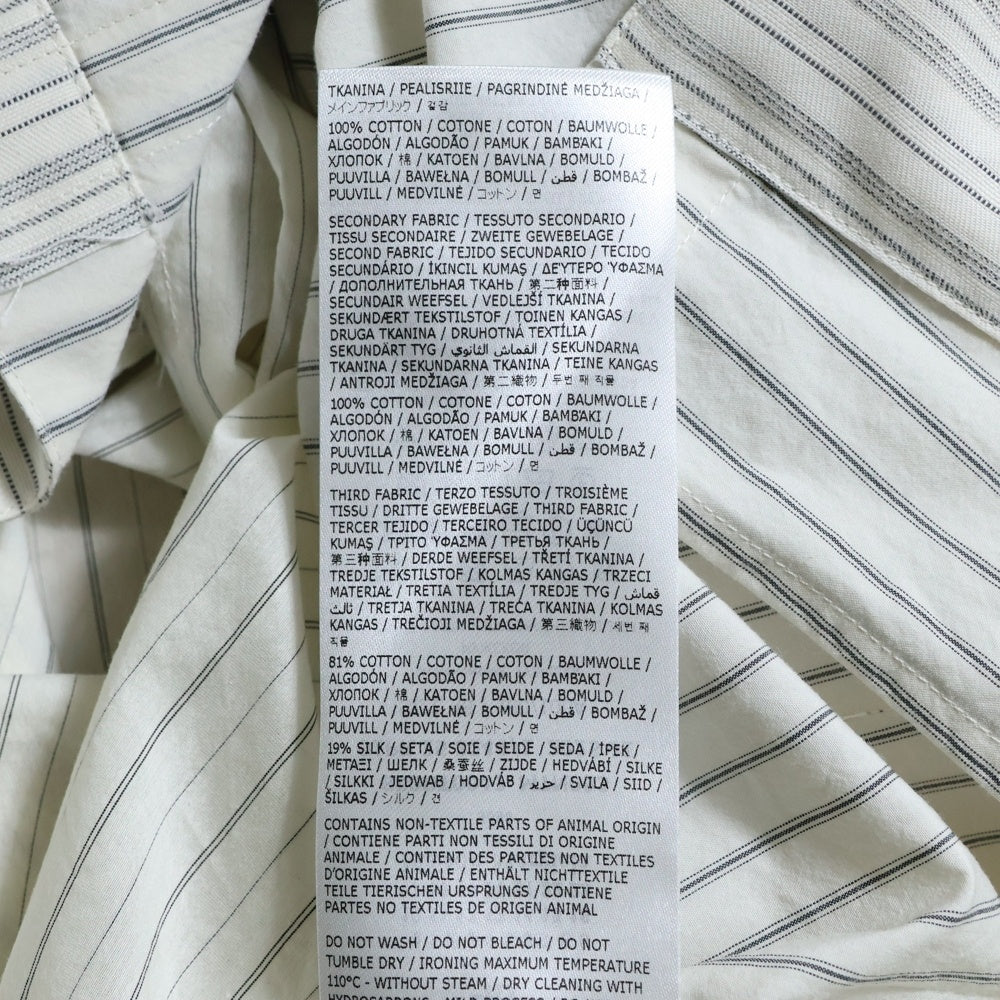 TKANINA / PEALISRIIE / PAGRINDINĖ MEDŽIAGA /
メインファブリック / 겉감
100% COTTON / COTONE / COTON / BAUMWOLLE /
ALGODÓN / ALGODÃO / PAMUK / ΒΑΜΒΆΚΙ /
ХЛОПОК / 棉 / KATOEN / BAVLNA / BOMULD /
PUUVILLA / BAWEŁNA / BOMULL / قطن / BOMBAŽ /
PUUVILL / MEDVILNĖ / コットン / 면
SECONDARY FABRIC / TESSUTO SECONDARIO /
TISSU SECONDAIRE / ZWEITE GEWEBELAGE /
SECOND FABRIC / TEJIDO SECUNDARIO / TECIDO
SECUNDÁRIO / İKINCIL KUMAŞ / ΔΕΎΤΕΡΟ ΎΦΑΣΜΑ
/ ДОПОЛНИТЕЛЬНАЯ ТКАНЬ / 第二种面料 /
SECUNDAIR WEEFSEL / VEDLEJŠÍ TKANINA /
SEKUNDÆRT TEKSTILSTOF / TOINEN KANGAS /
DRUGA TKANINA / DRUHOTNÁ TEXTÍLIA /
SEKUNDÄRT TYG / القماش الثانوي / SEKUNDARNA
TKANINA / SEKUNDARNA TKANINA / TEINE KANGAS
/ ANTROJI MEDŽIAGA / 第二織物 / 두번 째 직물
100% COTTON / COTONE / COTON / BAUMWOLLE /
ALGODÓN / ALGODÃO / PAMUK / ΒΑΜΒΆΚΙ /
ХЛОПОК / 棉 / KATOEN / BAVLNA / BOMULD /
PUUVILLA / BAWEŁNA / BOMULL / قطن / BOMBAŽ /
PUUVILL / MEDVILNĖ / コットン / 면
THIRD FABRIC / TERZO TESSUTO / TROISIÈME
TISSU / DRITTE GEWEBELAGE / THIRD FABRIC /
TERCER TEJIDO / TERCEIRO TECIDO / ÜÇÜNCÜ
KUMAŞ / ΤΡΊΤΟ ΎΦΑΣΜΑ / ТРЕТЬЯ ТКАНЬ /
第三种面料 / DERDE WEEFSEL / TŘETÍ TKANINA /
TREDJE TEKSTILSTOF / KOLMAS KANGAS / TRZECI
MATERIAŁ / TRETIA TEXTÍLIA / TREDJE TYG / قماش
ثالث / TRETJA TKANINA / TREĆA TKANINA / KOLMAS
KANGAS / TREČIOJI MEDŽIAGA / 第三織物 / 세번 째
직물
81% COTTON / COTONE / COTON / BAUMWOLLE /
ALGODÓN / ALGODÃO / PAMUK / ΒΑΜΒΆΚΙ /
ХЛОПОК / 棉 / KATOEN / BAVLNA / BOMULD /
PUUVILLA / BAWEŁNA / BOMULL / قطن / BOMBAŽ /
PUUVILL / MEDVILNĖ / コットン / 면
19% SILK / SETA / SOIE / SEIDE / SEDA / İPEK /
ΜΕΤΑΞΙ / ШЕЛК / 桑蚕丝 / ZIJDE / HEDVÁBÍ / SILKE
/ SILKKI / JEDWAB / HODVÁB / حرير / SVILA / SIID /
ŠILKAS / シルク / 견
CONTAINS NON-TEXTILE PARTS OF ANIMAL ORIGIN
/ CONTIENE PARTI NON TESSILI DI ORIGINE
ANIMALE / CONTIENT DES PARTIES NON TEXTILES
D'ORIGINE ANIMALE / ENTHÄLT NICHTTEXTILE
TEILE TIERISCHEN URSPRUNGS / CONTIENE
PARTES NO TEXTILES DE ORIGEN ANIMAL
DO NOT WASH / DO NOT BLEACH / DO NOT
TUMBLE DRY / IRONING MAXIMUM TEMPERATURE
110°C - WITHOUT STEAM / DRY CLEANING WITH